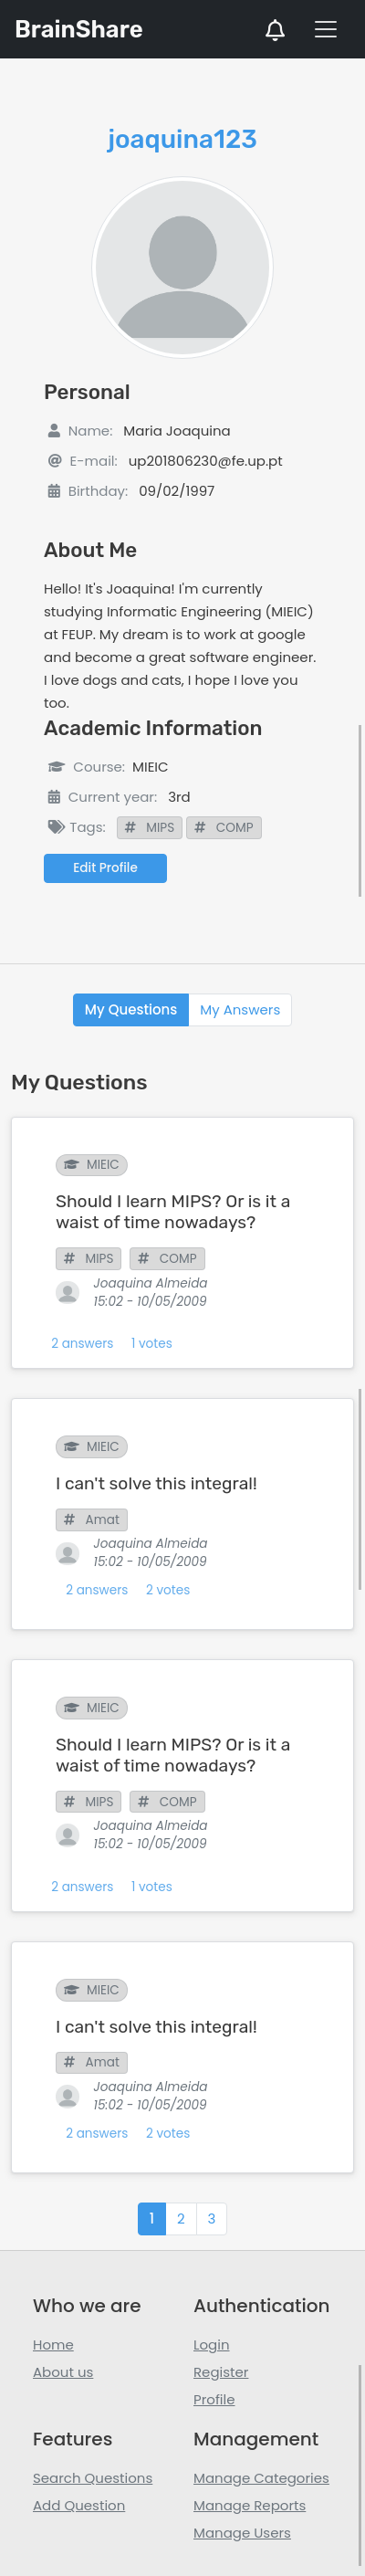 BrainShare
joaquina123
Personal
Name: Maria Joaquina
E-mail: up201806230@fe.up.pt
Birthday: 09/02/1997
About Me
Hello! It's Joaquina! I'm currently
studying Informatic Engineering (MIEIC)
at FEUP. My dream is to work at google
and become a great software engineer.
I love dogs and cats, I hope I love you
too.
Academic Information
Course: MIEIC
Current year: 3rd
Tags: # MIPS # COMP
Edit Profile
My Questions My Answers
My Questions
MIEIC
Should I learn MIPS? Or is it a
waist of time nowadays?
# MIPS # COMP
Joaquina Almeida
15:02 - 10/05/2009
2 answers 1 votes
MIEIC
I can't solve this integral!
# Amat
Joaquina Almeida
15:02 - 10/05/2009
2 answers 2 votes
MIEIC
Should I learn MIPS? Or is it a
waist of time nowadays?
# MIPS # COMP
Joaquina Almeida
15:02 - 10/05/2009
2 answers 1 votes
MIEIC
I can't solve this integral!
# Amat
Joaquina Almeida
15:02 - 10/05/2009
2 answers 2 votes
1 2 3
Who we are
Home
About us
Authentication
Login
Register
Profile
Features
Search Questions
Add Question
Management
Manage Categories
Manage Reports
Manage Users